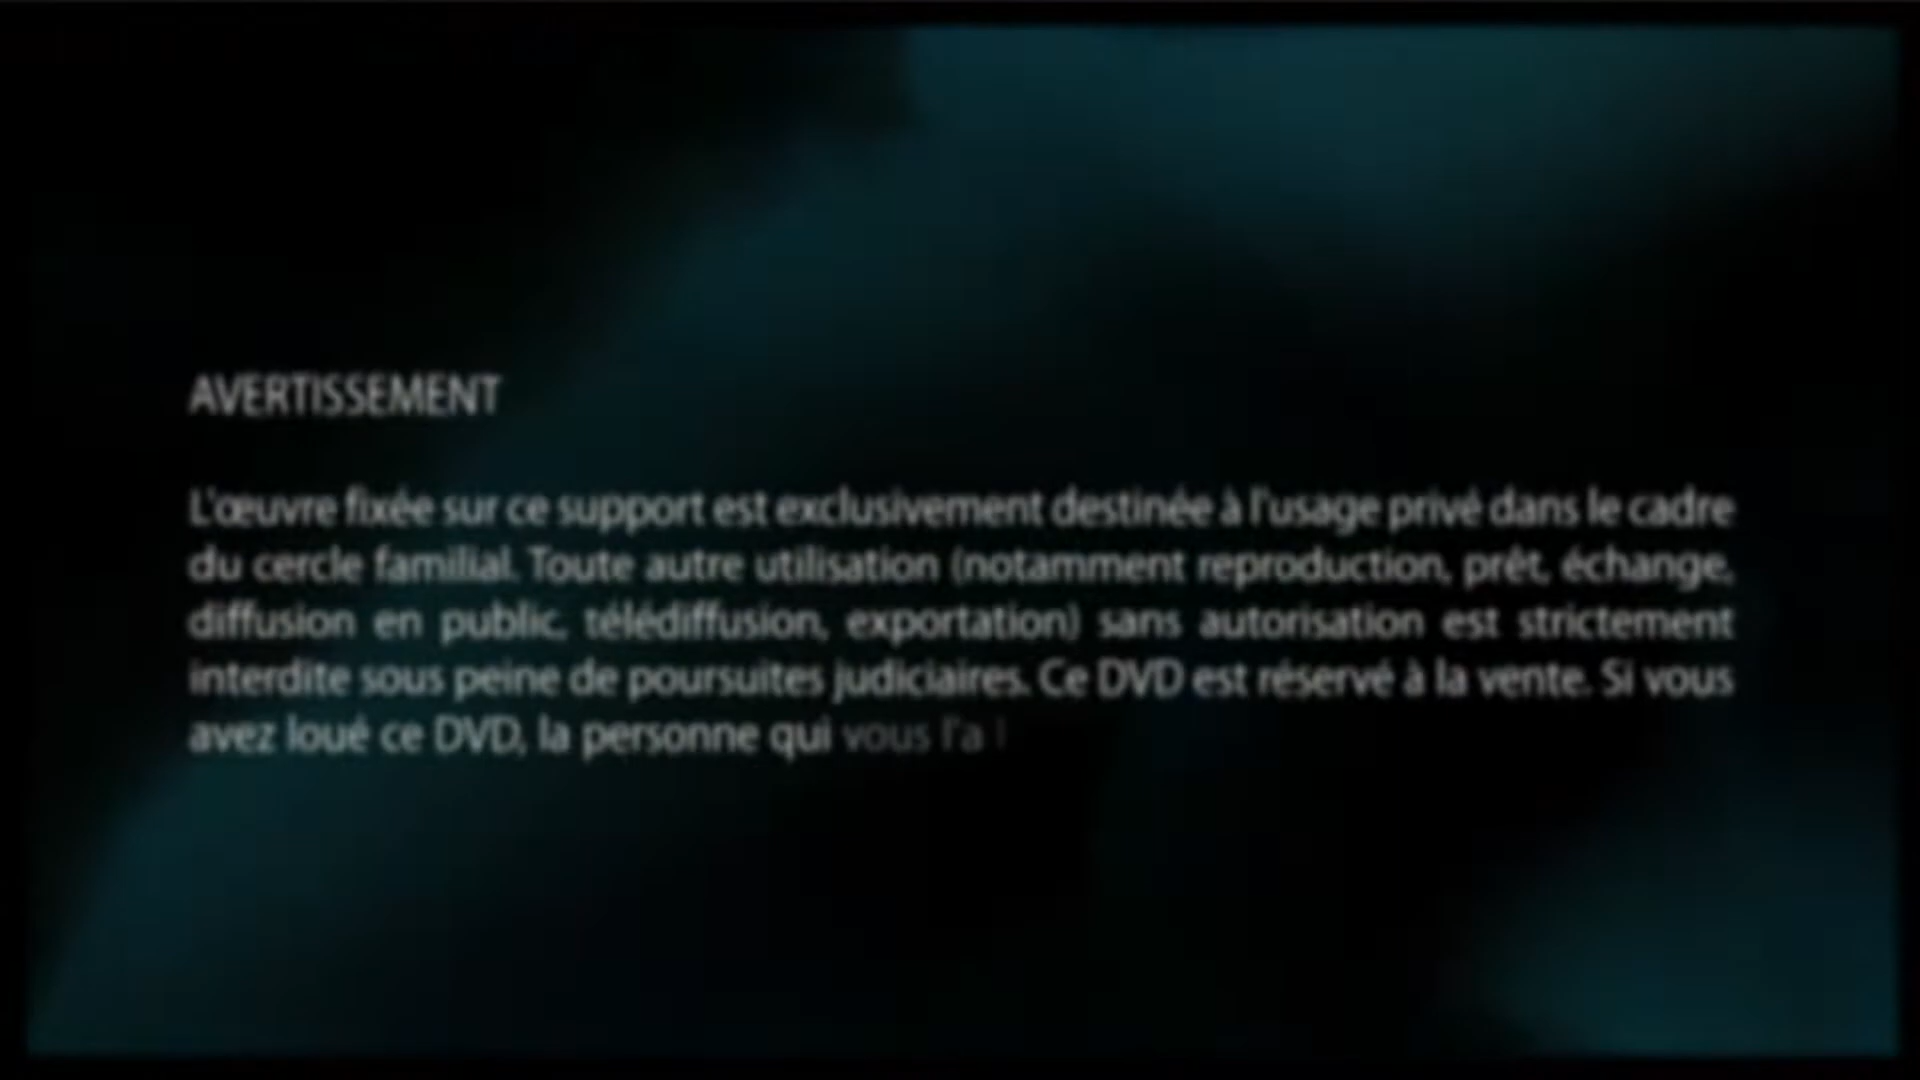 AVERTISSEMENT
L'œuvre fixée sur ce support est exclusivement destinée à l'usage privé dans le cadre
du cercle familial. Toute autre utilisation (notamment reproduction, prêt, échange,
diffusion en public, télédiffusion, exportation) sans autorisation est strictement
interdite sous peine de poursuites judiciaires. Ce DVD est réservé à la vente. Si vous
avez loué ce DVD, la personne qui vous l'a